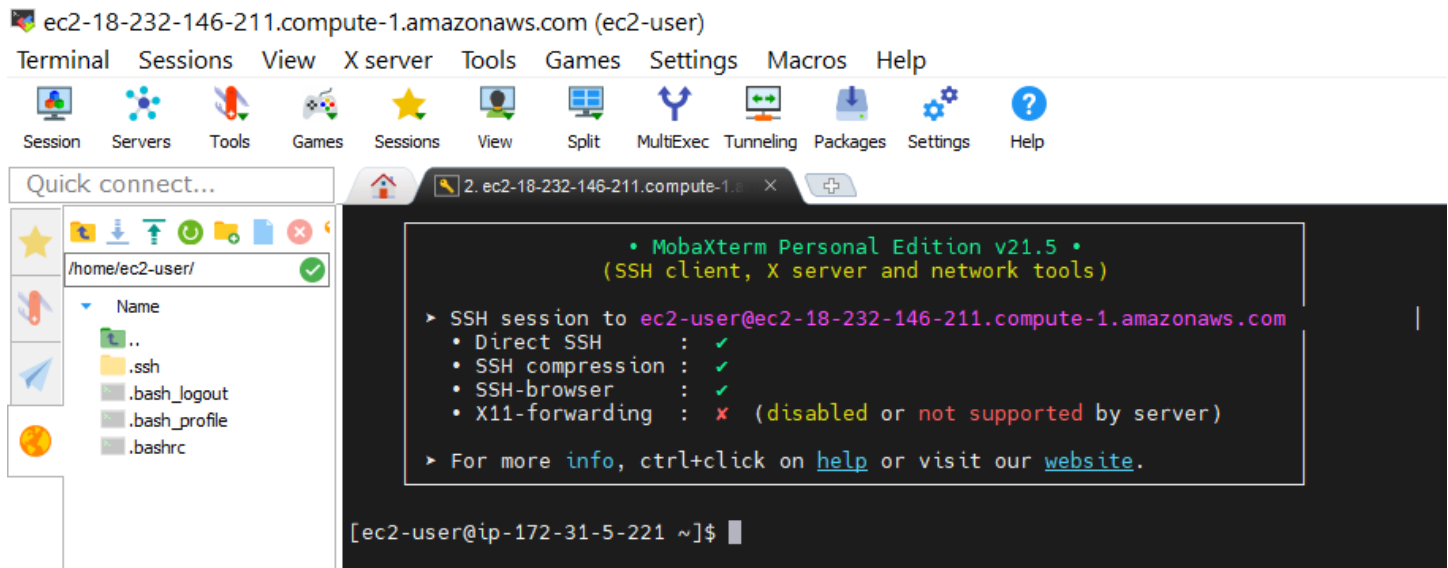 ec2-18-232-146-211.compute-1.amazonaws.com (ec2-user)
Terminal Sessions View X server Tools Games Settings Macros Help
Session Servers Tools Games Sessions View Split MultiExec Tunneling Packages Settings Help
Quick connect...
2. ec2-18-232-146-211.compute-1.a
/home/ec2-user/
Name
..
.ssh
.bash_logout
.bash_profile
.bashrc
• MobaXterm Personal Edition v21.5 •
(SSH client, X server and network tools)
➤ SSH session to ec2-user@ec2-18-232-146-211.compute-1.amazonaws.com
• Direct SSH : ✔
• SSH compression : ✔
• SSH-browser : ✔
• X11-forwarding : ✘ (disabled or not supported by server)
➤ For more info, ctrl+click on help or visit our website.
[ec2-user@ip-172-31-5-221 ~]$